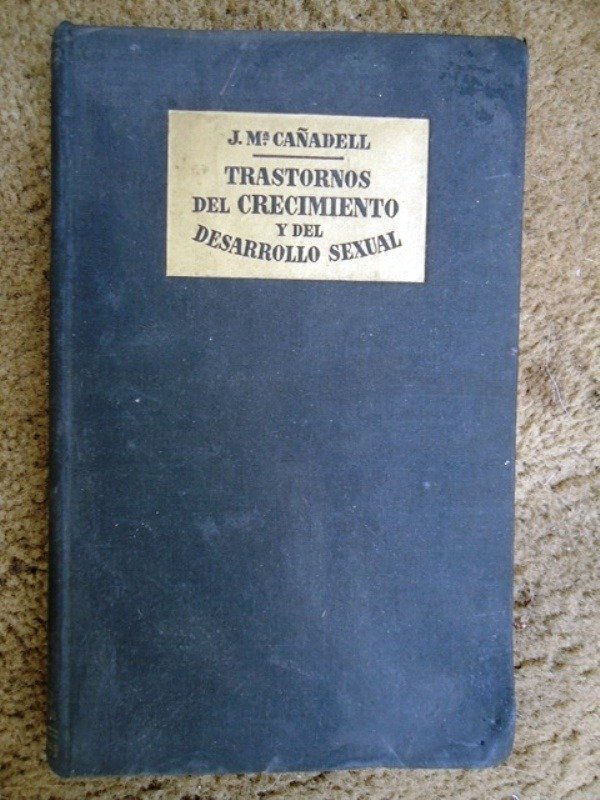 J. Mª CAÑADELL
TRASTORNOS
DEL CRECIMIENTO
Y DEL
DESARROLLO SEXUAL